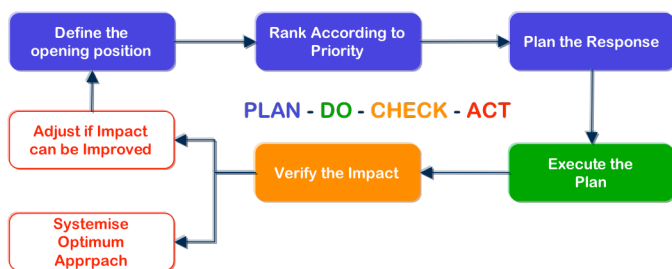 Define the
opening position
Rank According to
Priority
Plan the Response
PLAN - DO - CHECK - ACT
Adjust if Impact
can be Improved
Verify the Impact
Execute the
Plan
Systemise
Optimum
Apprpach